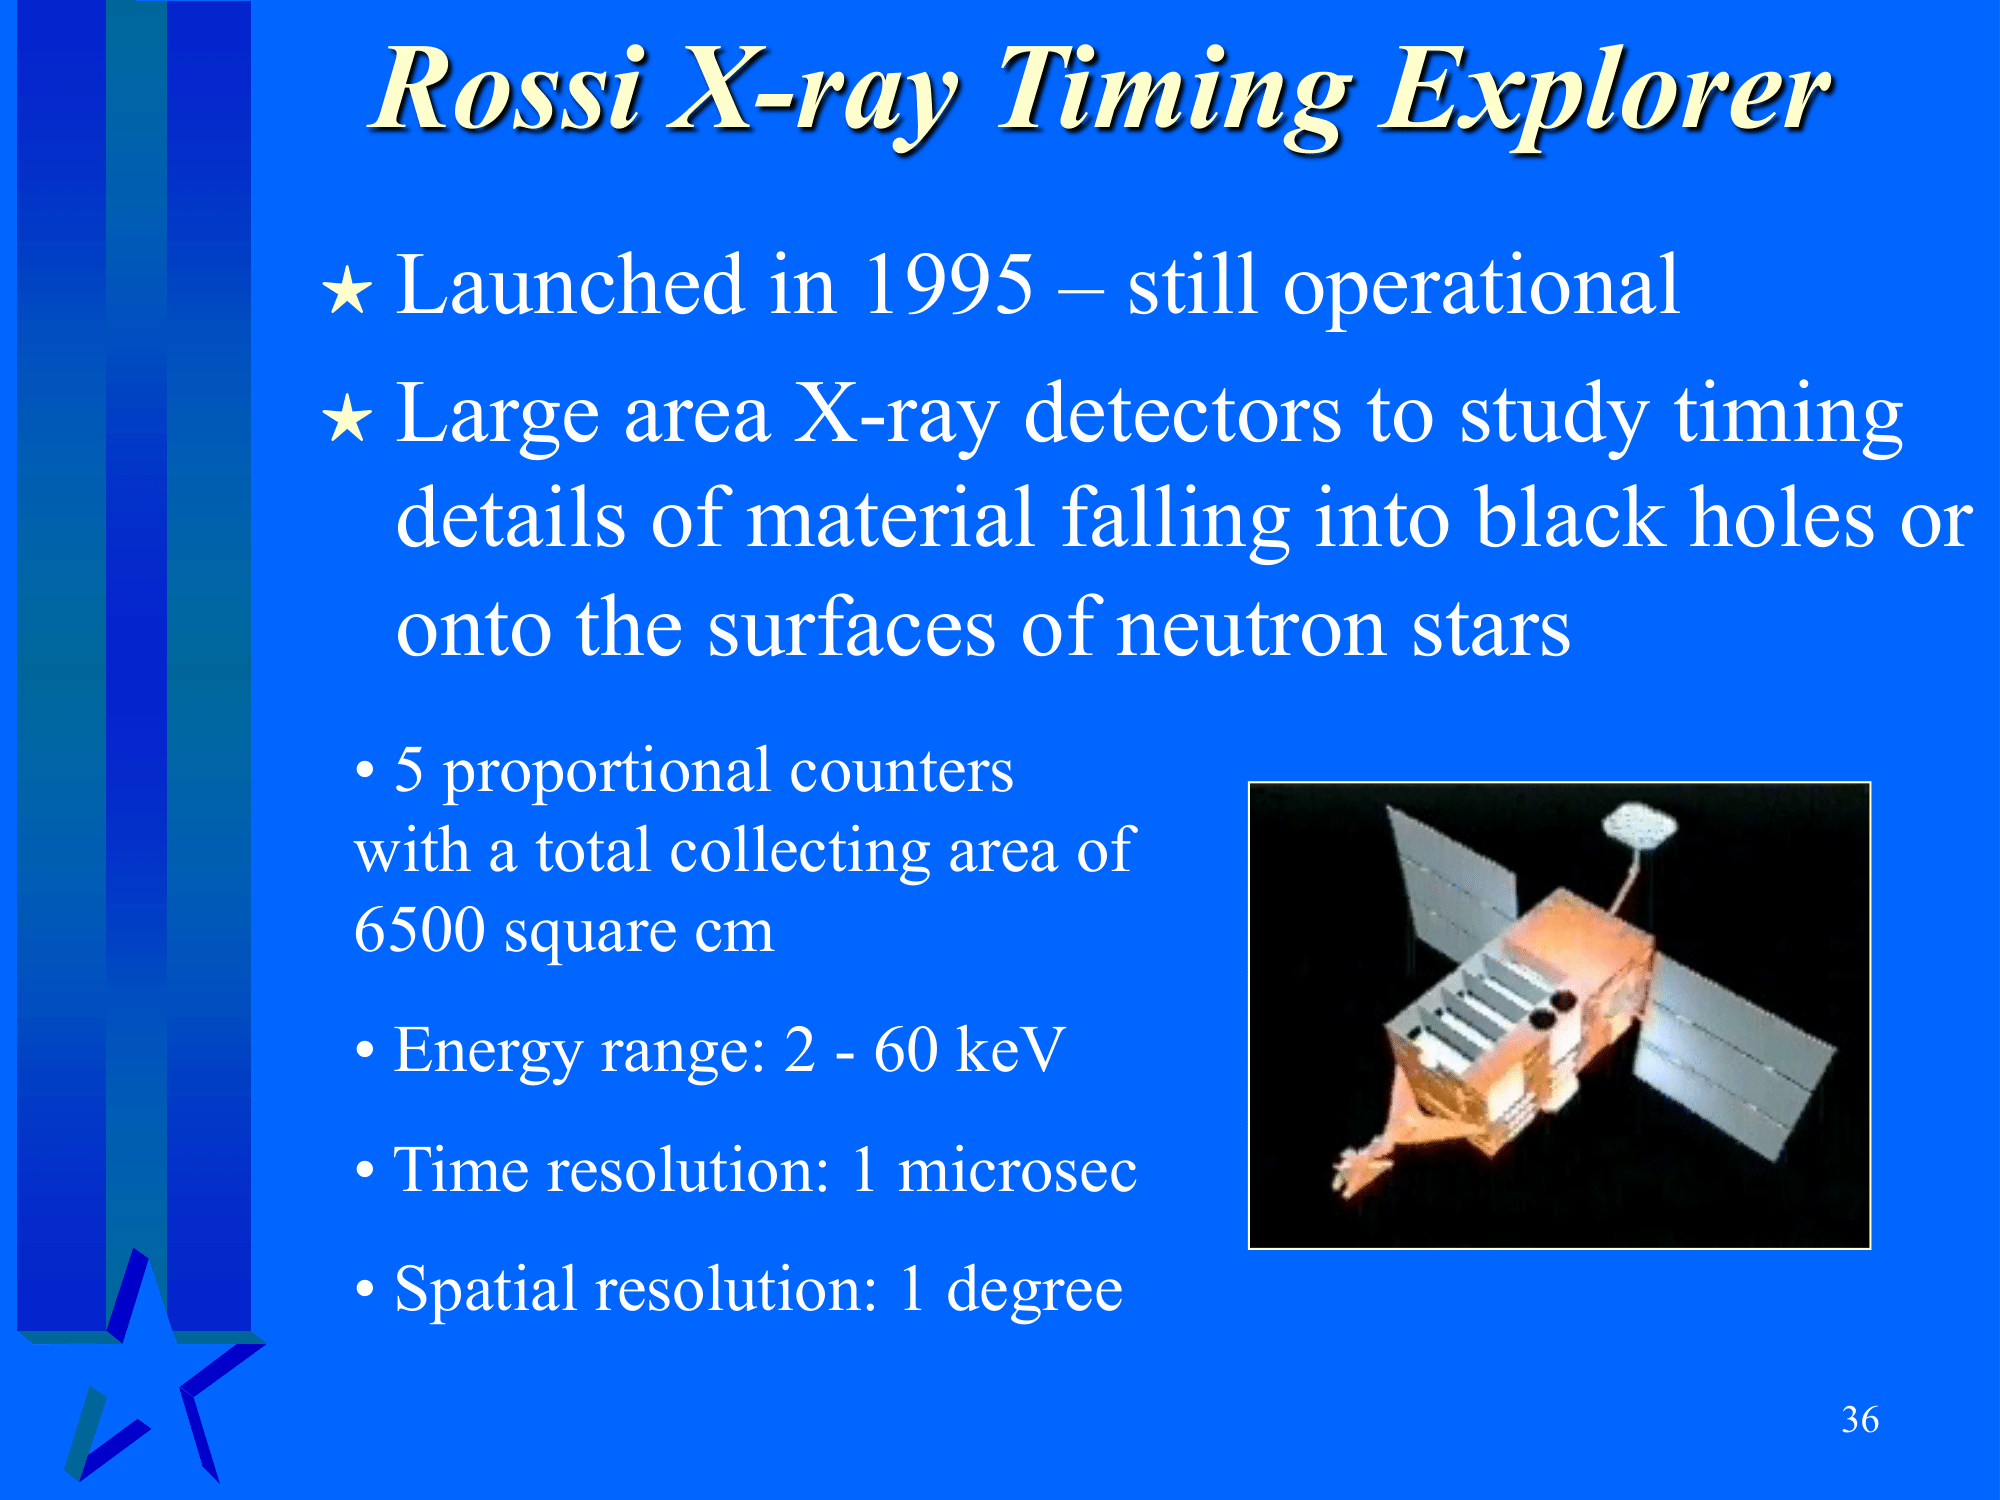 Rossi X-ray Timing Explorer
★ Launched in 1995 – still operational
★ Large area X-ray detectors to study timing
details of material falling into black holes or
onto the surfaces of neutron stars
• 5 proportional counters
with a total collecting area of
6500 square cm
• Energy range: 2 - 60 keV
• Time resolution: 1 microsec
• Spatial resolution: 1 degree
36